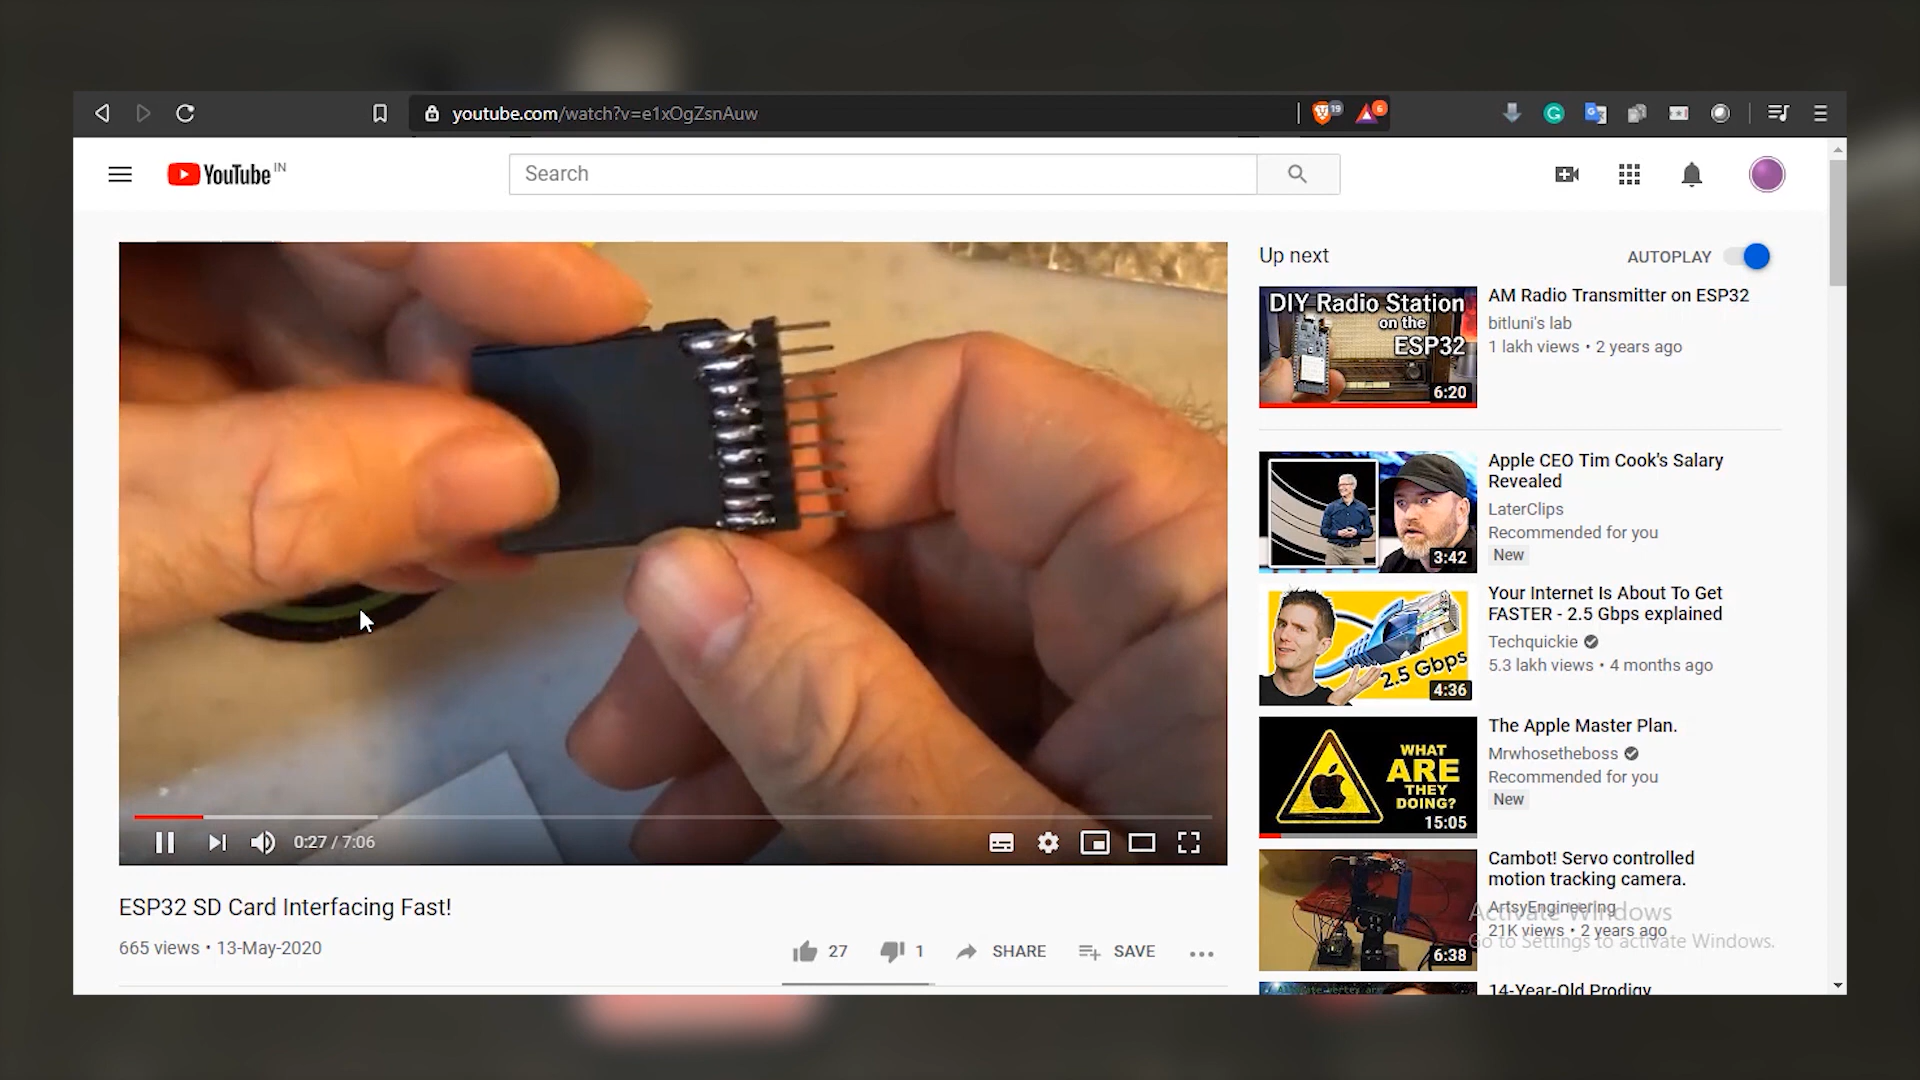 youtube.com/watch?v=e1xOgZsnAuw
19
6
YouTube IN
Search
0:27 / 7:06
ESP32 SD Card Interfacing Fast!
665 views • 13-May-2020
27
1
SHARE
SAVE
Up next
AUTOPLAY
DIY Radio Station
on the
ESP32
6:20
AM Radio Transmitter on ESP32
bitluni's lab
1 lakh views • 2 years ago
3:42
Apple CEO Tim Cook's Salary
Revealed
LaterClips
Recommended for you
New
2.5 Gbps
4:36
Your Internet Is About To Get
FASTER - 2.5 Gbps explained
Techquickie
5.3 lakh views • 4 months ago
WHAT
ARE
THEY
DOING?
15:05
The Apple Master Plan.
Mrwhosetheboss
Recommended for you
New
6:38
Cambot! Servo controlled
motion tracking camera.
ArtsyEngineering
21K views • 2 years ago
Activate Windows
Go to Settings to activate Windows.
14-Year-Old Prodigy